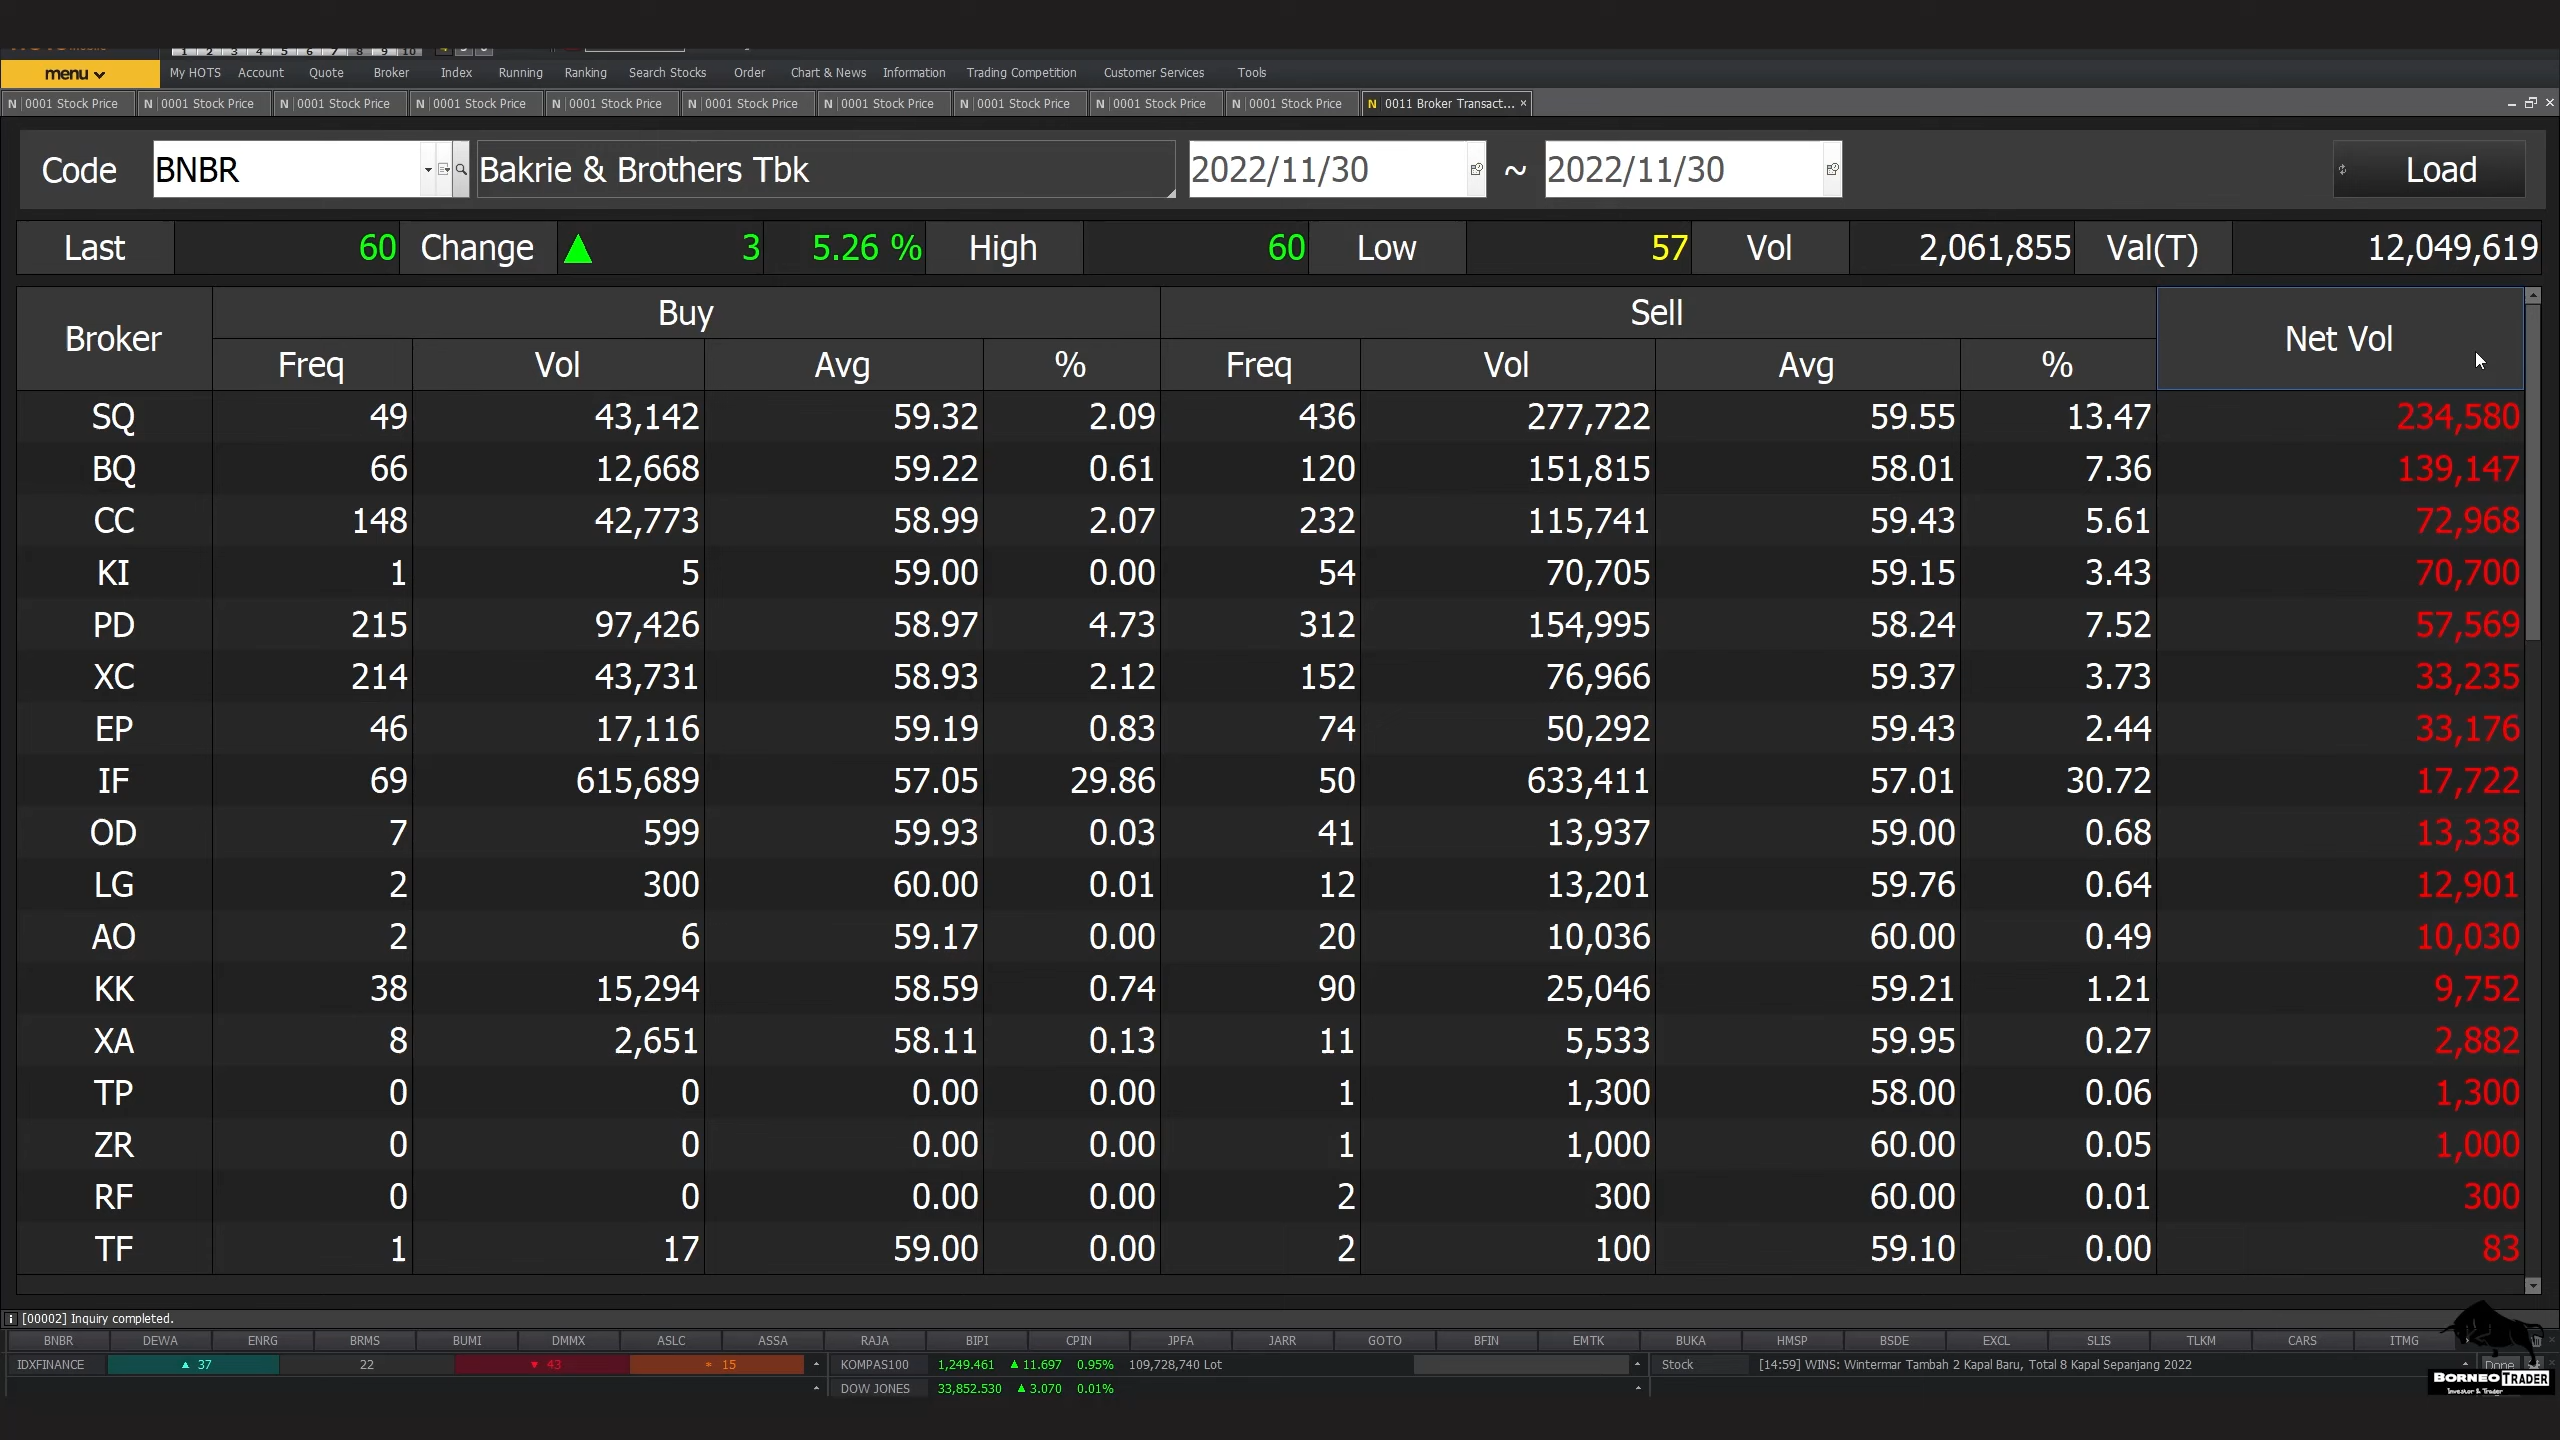 1 2 3 4 5 6 7 8 9 10
menu My HOTS Account Quote Broker Index Running Ranking Search Stocks Order Chart & News Information Trading Competition Customer Services Tools
N 0001 Stock Price N 0001 Stock Price N 0001 Stock Price N 0001 Stock Price N 0001 Stock Price N 0001 Stock Price N 0001 Stock Price N 0001 Stock Price N 0001 Stock Price N 0001 Stock Price N 0011 Broker Transact... ×
Code BNBR Bakrie & Brothers Tbk 2022/11/30 ~ 2022/11/30 Load
Last 60 Change ▲ 3 5.26 % High 60 Low 57 Vol 2,061,855 Val(T) 12,049,619
Broker Buy Sell Net Vol
Freq Vol Avg % Freq Vol Avg %
SQ 49 43,142 59.32 2.09 436 277,722 59.55 13.47 234,580
BQ 66 12,668 59.22 0.61 120 151,815 58.01 7.36 139,147
CC 148 42,773 58.99 2.07 232 115,741 59.43 5.61 72,968
KI 1 5 59.00 0.00 54 70,705 59.15 3.43 70,700
PD 215 97,426 58.97 4.73 312 154,995 58.24 7.52 57,569
XC 214 43,731 58.93 2.12 152 76,966 59.37 3.73 33,235
EP 46 17,116 59.19 0.83 74 50,292 59.43 2.44 33,176
IF 69 615,689 57.05 29.86 50 633,411 57.01 30.72 17,722
OD 7 599 59.93 0.03 41 13,937 59.00 0.68 13,338
LG 2 300 60.00 0.01 12 13,201 59.76 0.64 12,901
AO 2 6 59.17 0.00 20 10,036 60.00 0.49 10,030
KK 38 15,294 58.59 0.74 90 25,046 59.21 1.21 9,752
XA 8 2,651 58.11 0.13 11 5,533 59.95 0.27 2,882
TP 0 0 0.00 0.00 1 1,300 58.00 0.06 1,300
ZR 0 0 0.00 0.00 1 1,000 60.00 0.05 1,000
RF 0 0 0.00 0.00 2 300 60.00 0.01 300
TF 1 17 59.00 0.00 2 100 59.10 0.00 83
[00002] Inquiry completed.
BNBR DEWA ENRG BRMS BUMI DMMX ASLC ASSA RAJA BIPI CPIN JPFA JARR GOTO BFIN EMTK BUKA HMSP BSDE EXCL SLIS TLKM CARS ITMG
IDXFINANCE ▲ 37 22 ▼ 43 * 15 KOMPAS100 1,249.461 ▲ 11.697 0.95% 109,728,740 Lot Stock [14:59] WINS: Wintermar Tambah 2 Kapal Baru, Total 8 Kapal Sepanjang 2022 Done
DOW JONES 33,852.530 ▲ 3.070 0.01%
BORNEO TRADER
Investor & Trader